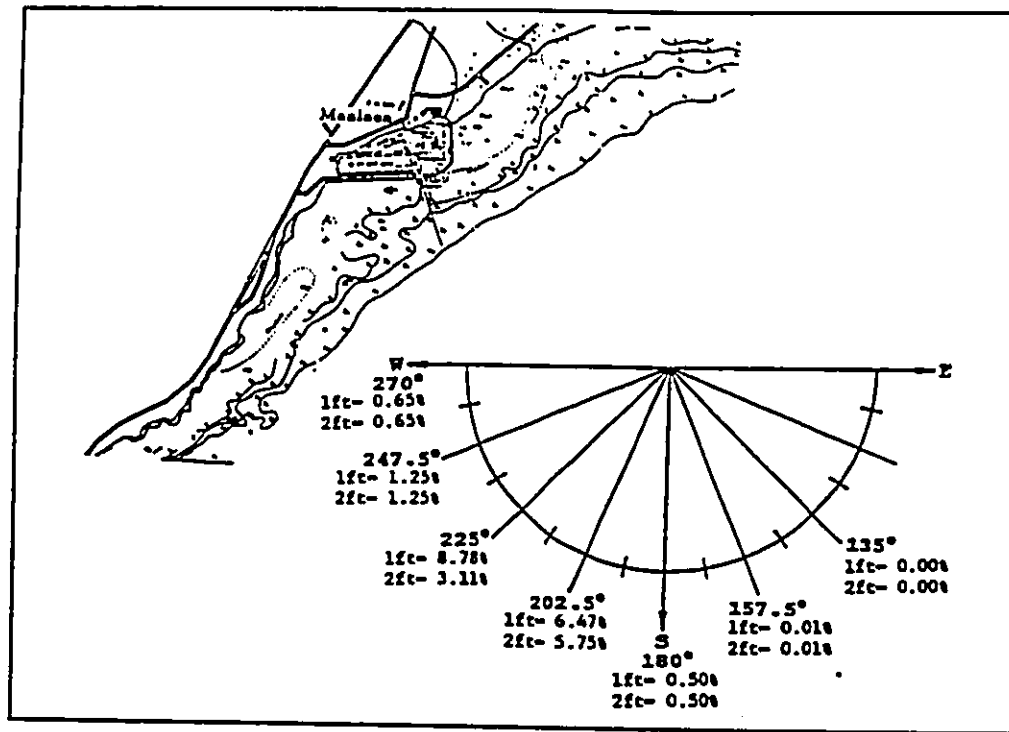 Maalaea
W
E
270°
1ft= 0.65%
2ft= 0.65%
247.5°
1ft= 1.25%
2ft= 1.25%
225°
1ft= 8.78%
2ft= 3.11%
202.5°
1ft= 6.47%
2ft= 5.75%
S
180°
1ft= 0.50%
2ft= 0.50%
157.5°
1ft= 0.01%
2ft= 0.01%
135°
1ft= 0.00%
2ft= 0.00%